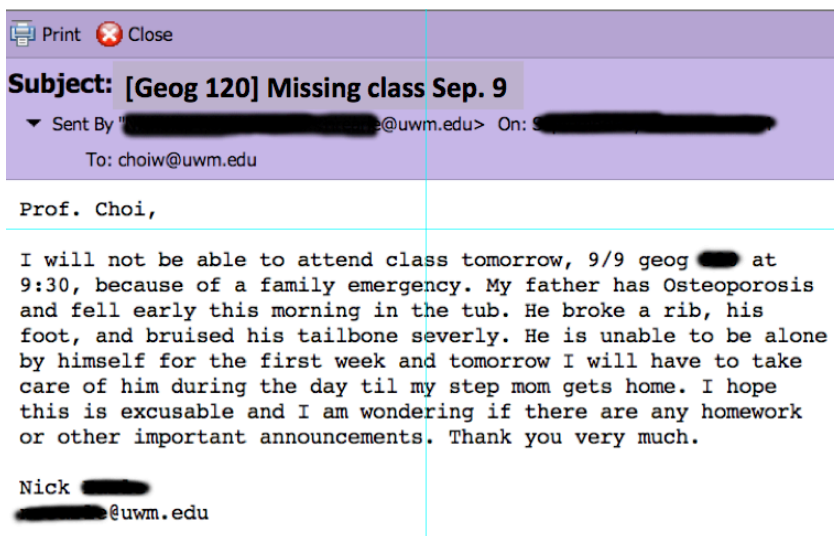 Print Close
Subject: [Geog 120] Missing class Sep. 9
Sent By " @uwm.edu> On:
To: choiw@uwm.edu
Prof. Choi,
I will not be able to attend class tomorrow, 9/9 geog at
9:30, because of a family emergency. My father has Osteoporosis
and fell early this morning in the tub. He broke a rib, his
foot, and bruised his tailbone severly. He is unable to be alone
by himself for the first week and tomorrow I will have to take
care of him during the day til my step mom gets home. I hope
this is excusable and I am wondering if there are any homework
or other important announcements. Thank you very much.
Nick
@uwm.edu